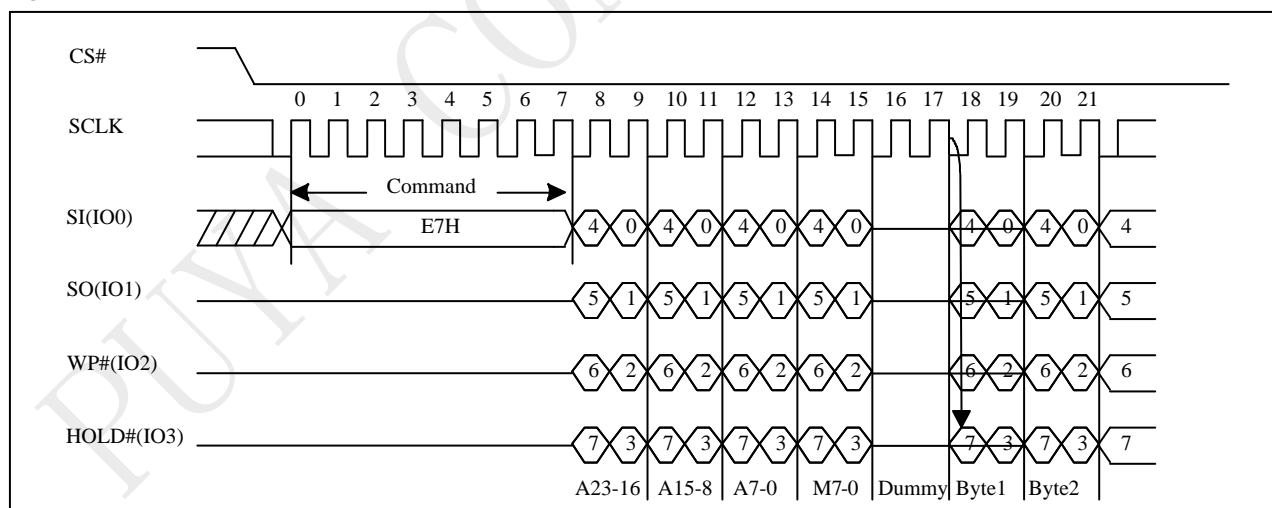 CS#
0 1 2 3 4 5 6 7 8 9 10 11 12 13 14 15 16 17 18 19 20 21
SCLK
Command
SI(IO0) E7H 4 0 4 0 4 0 4 0 4 0 4 0 4
SO(IO1) 5 1 5 1 5 1 5 1 5 1 5 1 5
WP#(IO2) 6 2 6 2 6 2 6 2 6 2 6 2 6
HOLD#(IO3) 7 3 7 3 7 3 7 3 7 3 7 3 7
A23-16 A15-8 A7-0 M7-0 Dummy Byte1 Byte2
PUYA CO